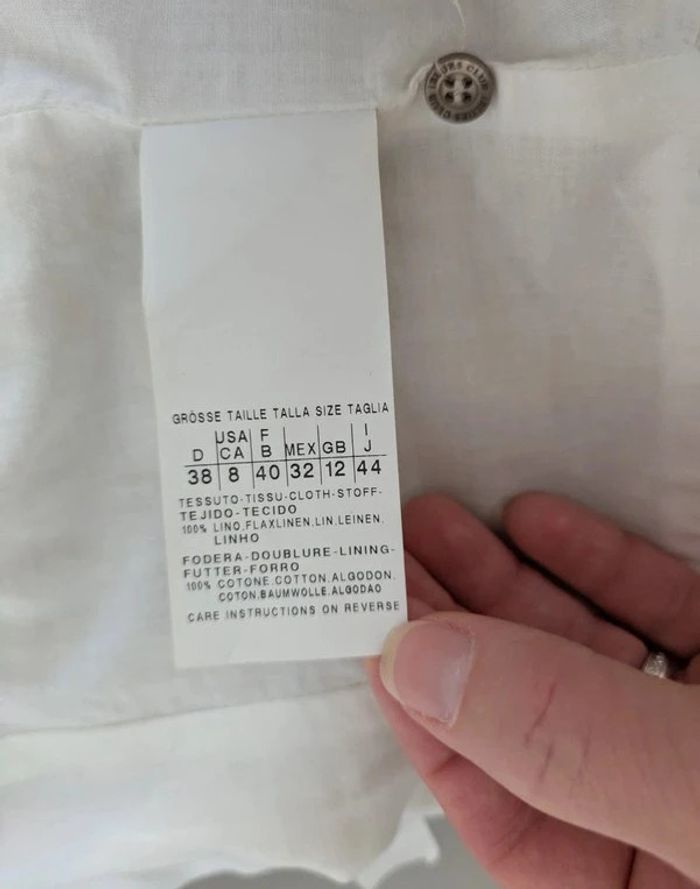 CLUB
GRÖSSE TAILLE TALLA SIZE TAGLIA
USA F I
D CA B MEX GB J
38 8 40 32 12 44
TESSUTO-TISSU-CLOTH-STOFF-
TEJIDO-TECIDO
100% LINO.FLAXLINEN.LIN.LEINEN.
LINHO
FODERA-DOUBLURE-LINING-
FUTTER-FORRO
100% COTONE.COTTON.ALGODON.
COTON.BAUMWOLLE.ALGODAO
CARE INSTRUCTIONS ON REVERSE